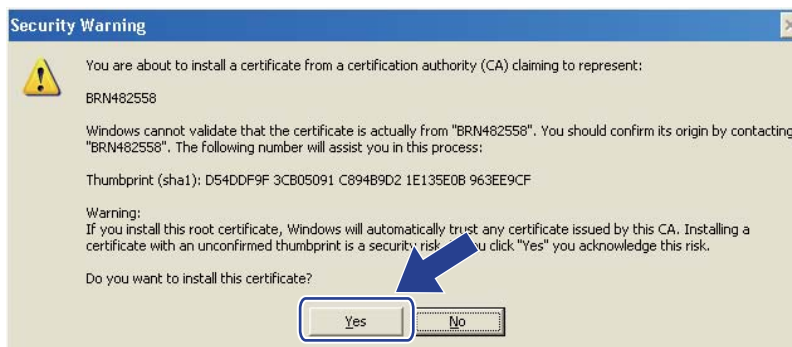 Security Warning
You are about to install a certificate from a certification authority (CA) claiming to represent:
BRN482558
Windows cannot validate that the certificate is actually from "BRN482558". You should confirm its origin by contacting
"BRN482558". The following number will assist you in this process:
Thumbprint (sha1): D54DDF9F 3CB05091 C894B9D2 1E135E0B 963EE9CF
Warning:
If you install this root certificate, Windows will automatically trust any certificate issued by this CA. Installing a
certificate with an unconfirmed thumbprint is a security risk. click "Yes" you acknowledge this risk.
Do you want to install this certificate?
Yes No